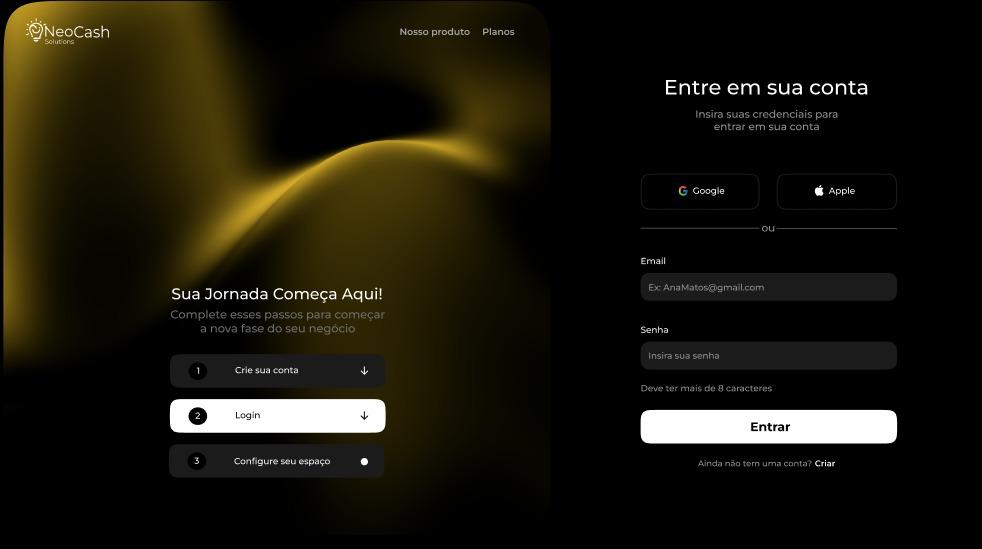 NeoCash
Solutions
Nosso produto
Planos
Sua Jornada Começa Aqui!
Complete esses passos para começar
a nova fase do seu negócio
1 Crie sua conta
2 Login
3 Configure seu espaço
Entre em sua conta
Insira suas credenciais para
entrar em sua conta
Google
Apple
ou
Email
Ex: AnaMatos@gmail.com
Senha
Insira sua senha
Deve ter mais de 8 caracteres
Entrar
Ainda não tem uma conta? Criar